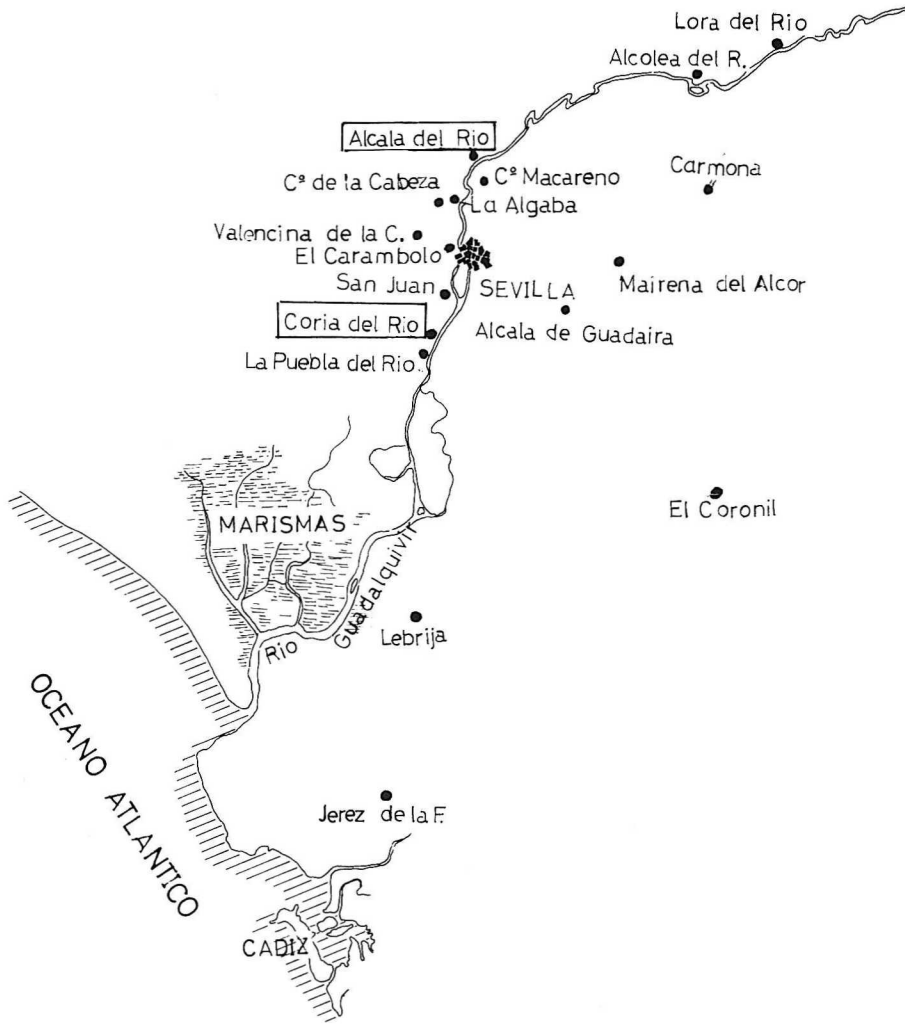 Lora del Rio
Alcolea del R.
Alcala del Rio
Cº Macareno
Carmona
Cº de la Cabeza
La Algaba
Valencina de la C.
El Carambolo
San Juan
SEVILLA
Mairena del Alcor
Coria del Rio
Alcala de Guadaira
La Puebla del Rio.
MARISMAS
El Coronil
Rio Guadalquivir
Lebrija
OCEANO ATLANTICO
Jerez de la F.
CADIZ